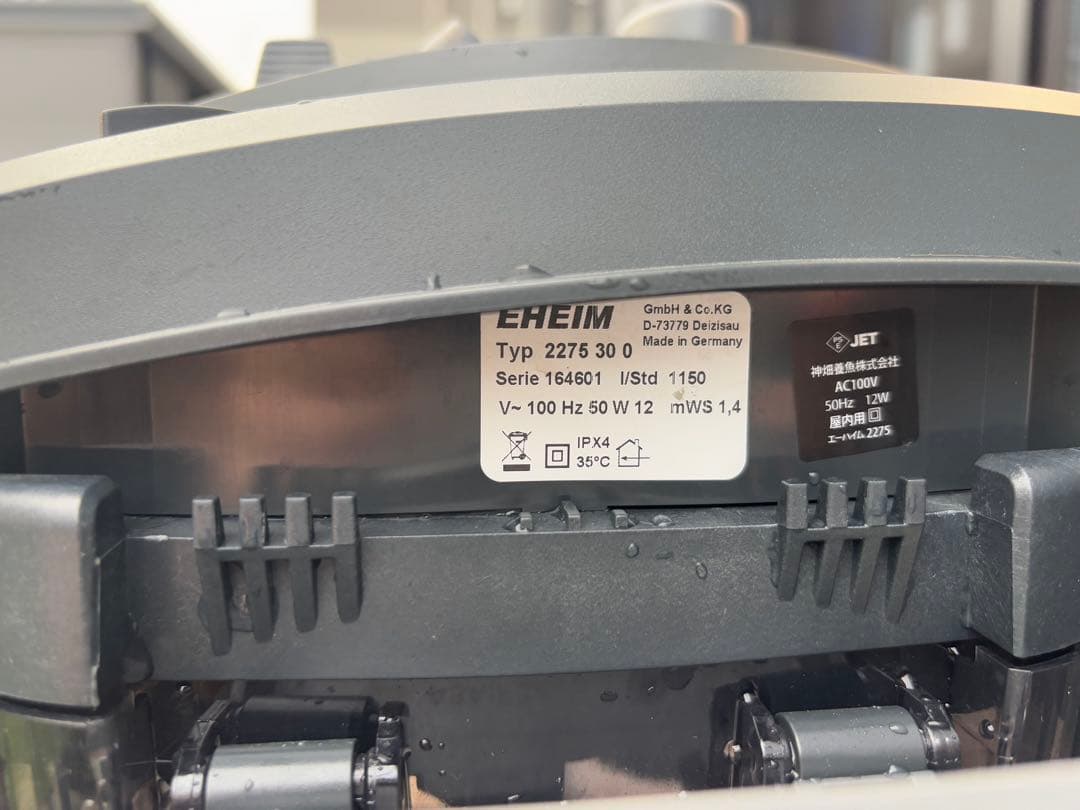 EHEIM
GmbH & Co.KG
D-73779 Deizisau
Made in Germany
Typ 2275 30 0
Serie 164601 I/Std 1150
V~ 100 Hz 50 W 12 mWS 1,4
IPX4
35°C
PS
E
JET
神畑養魚株式会社
AC100V
50Hz 12W
屋内用
エーハイム 2275